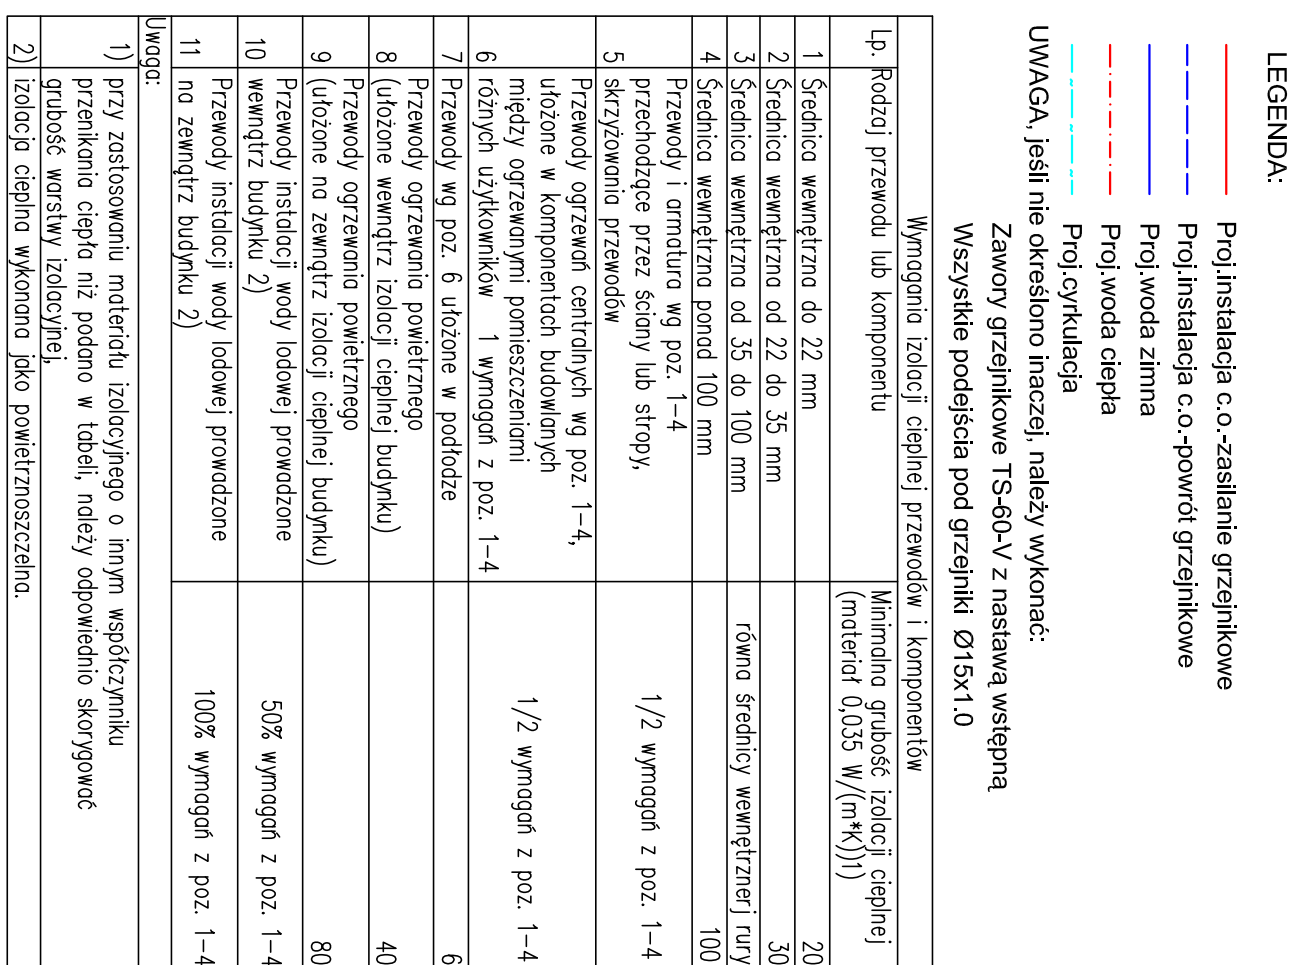 LEGENDA:
Proj.instalacja c.o.-zasilanie grzejnikowe
Proj.instalacja c.o.-powrót grzejnikowe
Proj.woda zimna
Proj.woda ciepła
Proj.cyrkulacja
UWAGA, jeśli nie określono inaczej, należy wykonać:
Zawory grzejnikowe TS-60-V z nastawą wstępną
Wszystkie podejścia pod grzejniki Ø15x1.0
Wymagania izolacji cieplnej przewodów i komponentów
Lp. Rodzaj przewodu lub komponentu
Minimalna grubość izolacji cieplnej
(materiał 0,035 W/(m*K))1)
1 Średnica wewnętrzna do 22 mm 20
2 Średnica wewnętrzna od 22 do 35 mm 30
3 Średnica wewnętrzna od 35 do 100 mm równa średnicy wewnętrznerj rury
4 Średnica wewnętrzna ponad 100 mm 100
Przewody i armatura wg poz. 1–4
przechodzące przez ściany lub stropy,
5 skrzyżowania przewodów 1/2 wymagań z poz. 1–4
Przewody ogrzewań centralnych wg poz. 1–4,
ułożone w komponentach budowlanych
między ogrzewanymi pomieszczeniami
6 różnych użytkowników 1 wymagań z poz. 1–4 1/2 wymagań z poz. 1–4
7 Przewody wg poz. 6 ułożone w podłodze 6
Przewody ogrzewania powietrznego
8 (ułożone wewnątrz izolacji cieplnej budynku) 40
Przewody ogrzewania powietrznego
9 (ułożone na zewnątrz izolacji cieplnej budynku) 80
Przewody instalacji wody lodowej prowadzone
10 wewnątrz budynku 2) 50% wymagań z poz. 1–4
Przewody instalacji wody lodowej prowadzone
11 na zewnątrz budynku 2) 100% wymagań z poz. 1–4
Uwaga:
1) przy zastosowaniu materiału izolacyjnego o innym współczynniku
przenikania ciepła niż podano w tabeli, należy odpowiednio skorygować
grubość warstwy izolacyjnej,
2) izolacja cieplna wykonana jako powietrznoszczelna.